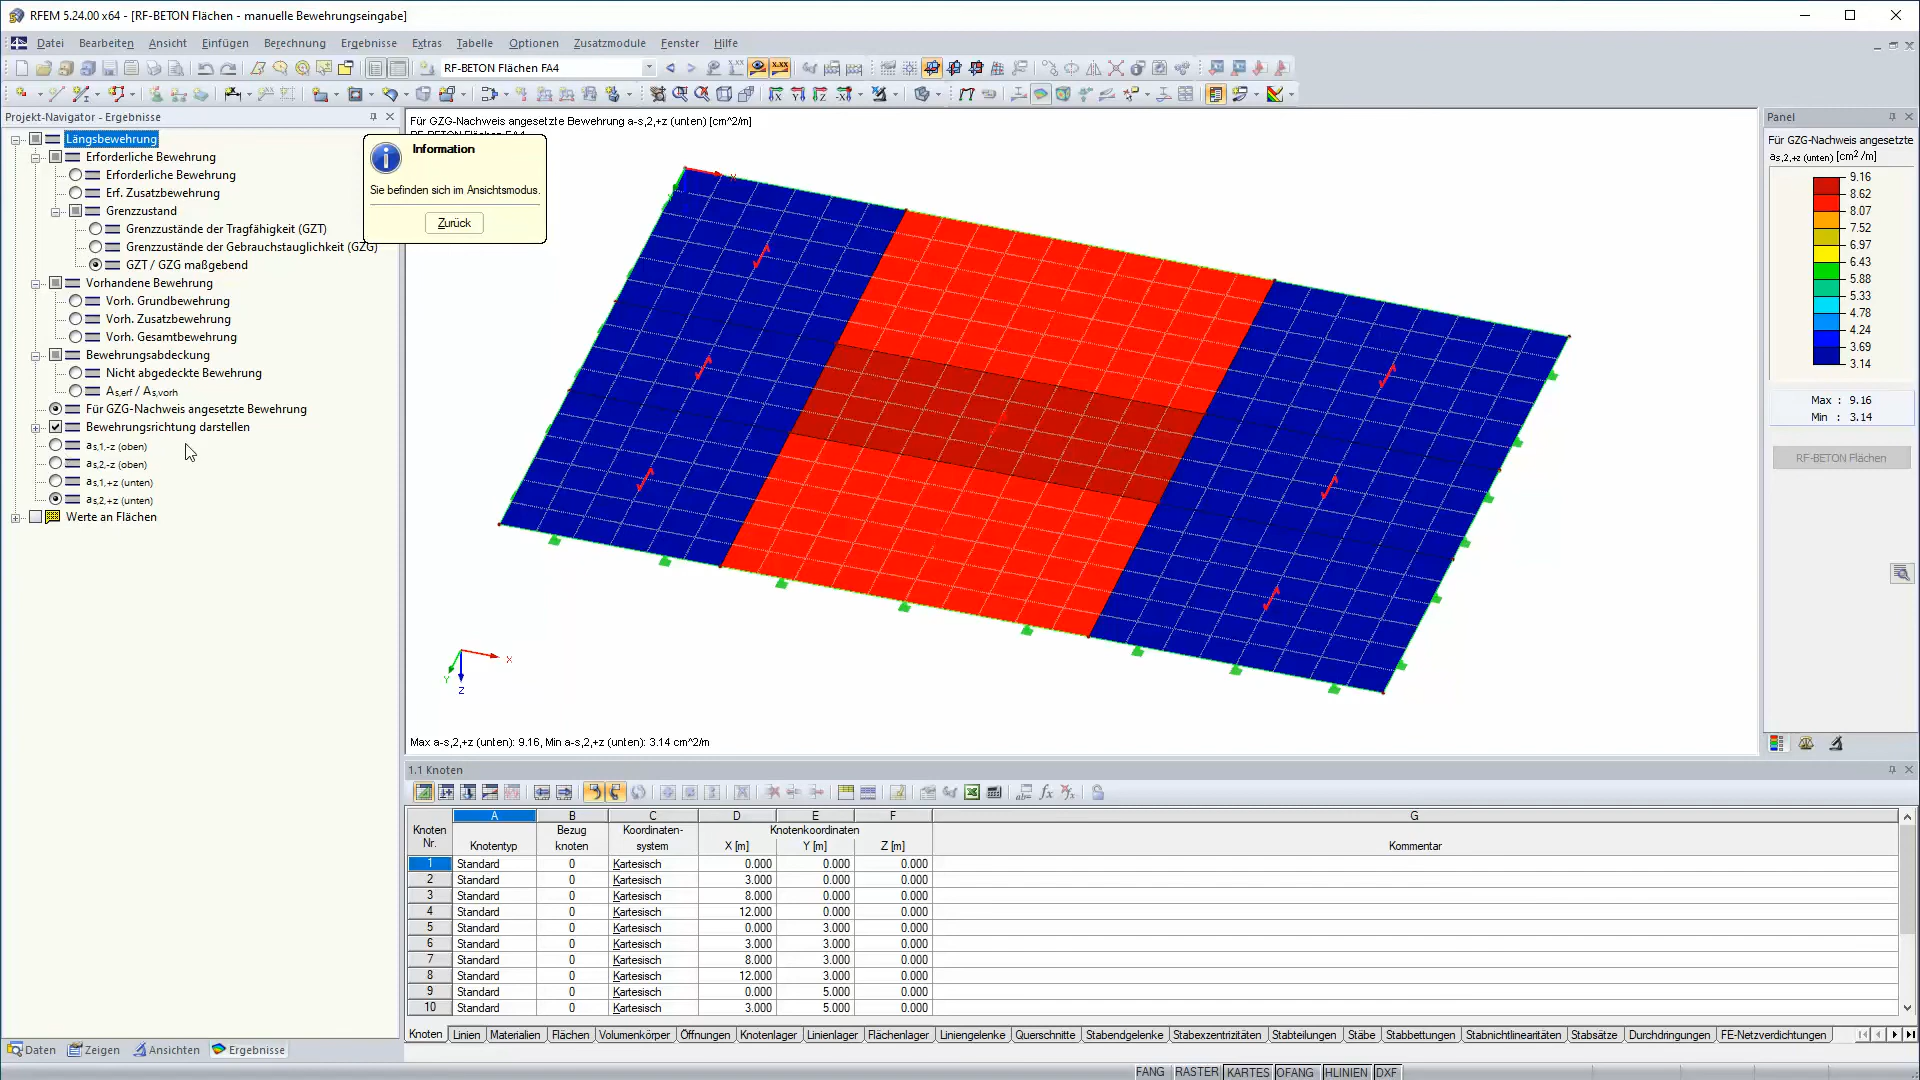 RFEM 5.24.00 x64 - [RF-BETON Flächen - manuelle Bewehrungseingabe]
Datei Bearbeiten Ansicht Einfügen Berechnung Ergebnisse Extras Tabelle Optionen Zusatzmodule Fenster Hilfe
RF-BETON Flächen FA4
Projekt-Navigator - Ergebnisse
Längsbewehrung
Erforderliche Bewehrung
Erforderliche Bewehrung
Erf. Zusatzbewehrung
Grenzzustand
Grenzzustände der Tragfähigkeit (GZT)
Grenzzustände der Gebrauchstauglichkeit (GZG)
GZT / GZG maßgebend
Vorhandene Bewehrung
Vorh. Grundbewehrung
Vorh. Zusatzbewehrung
Vorh. Gesamtbewehrung
Bewehrungsabdeckung
Nicht abgedeckte Bewehrung
As,erf / As,vorh
Für GZG-Nachweis angesetzte Bewehrung
Bewehrungsrichtung darstellen
as,1,-z (oben)
as,2,-z (oben)
as,1,+z (unten)
as,2,+z (unten)
Werte an Flächen
Daten Zeigen Ansichten Ergebnisse
Für GZG-Nachweis angesetzte Bewehrung a-s,2,+z (unten) [cm^2/m]
Information
Sie befinden sich im Ansichtsmodus.
Zurück
X
Y
Z
Max a-s,2,+z (unten): 9.16, Min a-s,2,+z (unten): 3.14 cm^2/m
Panel
Für GZG-Nachweis angesetzte
as,2,+z (unten) [cm2 /m]
9.16
8.62
8.07
7.52
6.97
6.43
5.88
5.33
4.78
4.24
3.69
3.14
Max : 9.16
Min : 3.14
RF-BETON Flächen
1.1 Knoten
A B C D E F G
Knoten Nr. Knotentyp Bezug knoten Koordinaten-system Knotenkoordinaten X [m] Y [m] Z [m] Kommentar
1 Standard 0 Kartesisch 0.000 0.000 0.000
2 Standard 0 Kartesisch 3.000 0.000 0.000
3 Standard 0 Kartesisch 8.000 0.000 0.000
4 Standard 0 Kartesisch 12.000 0.000 0.000
5 Standard 0 Kartesisch 0.000 3.000 0.000
6 Standard 0 Kartesisch 3.000 3.000 0.000
7 Standard 0 Kartesisch 8.000 3.000 0.000
8 Standard 0 Kartesisch 12.000 3.000 0.000
9 Standard 0 Kartesisch 0.000 5.000 0.000
10 Standard 0 Kartesisch 3.000 5.000 0.000
Knoten Linien Materialien Flächen Volumenkörper Öffnungen Knotenlager Linienlager Flächenlager Liniengelenke Querschnitte Stabendgelenke Stabexzentrizitäten Stabteilungen Stäbe Stabbettungen Stabnichtlinearitäten Stabsätze Durchdringungen FE-Netzverdichtungen
FANG RASTER KARTES OFANG HLINIEN DXF